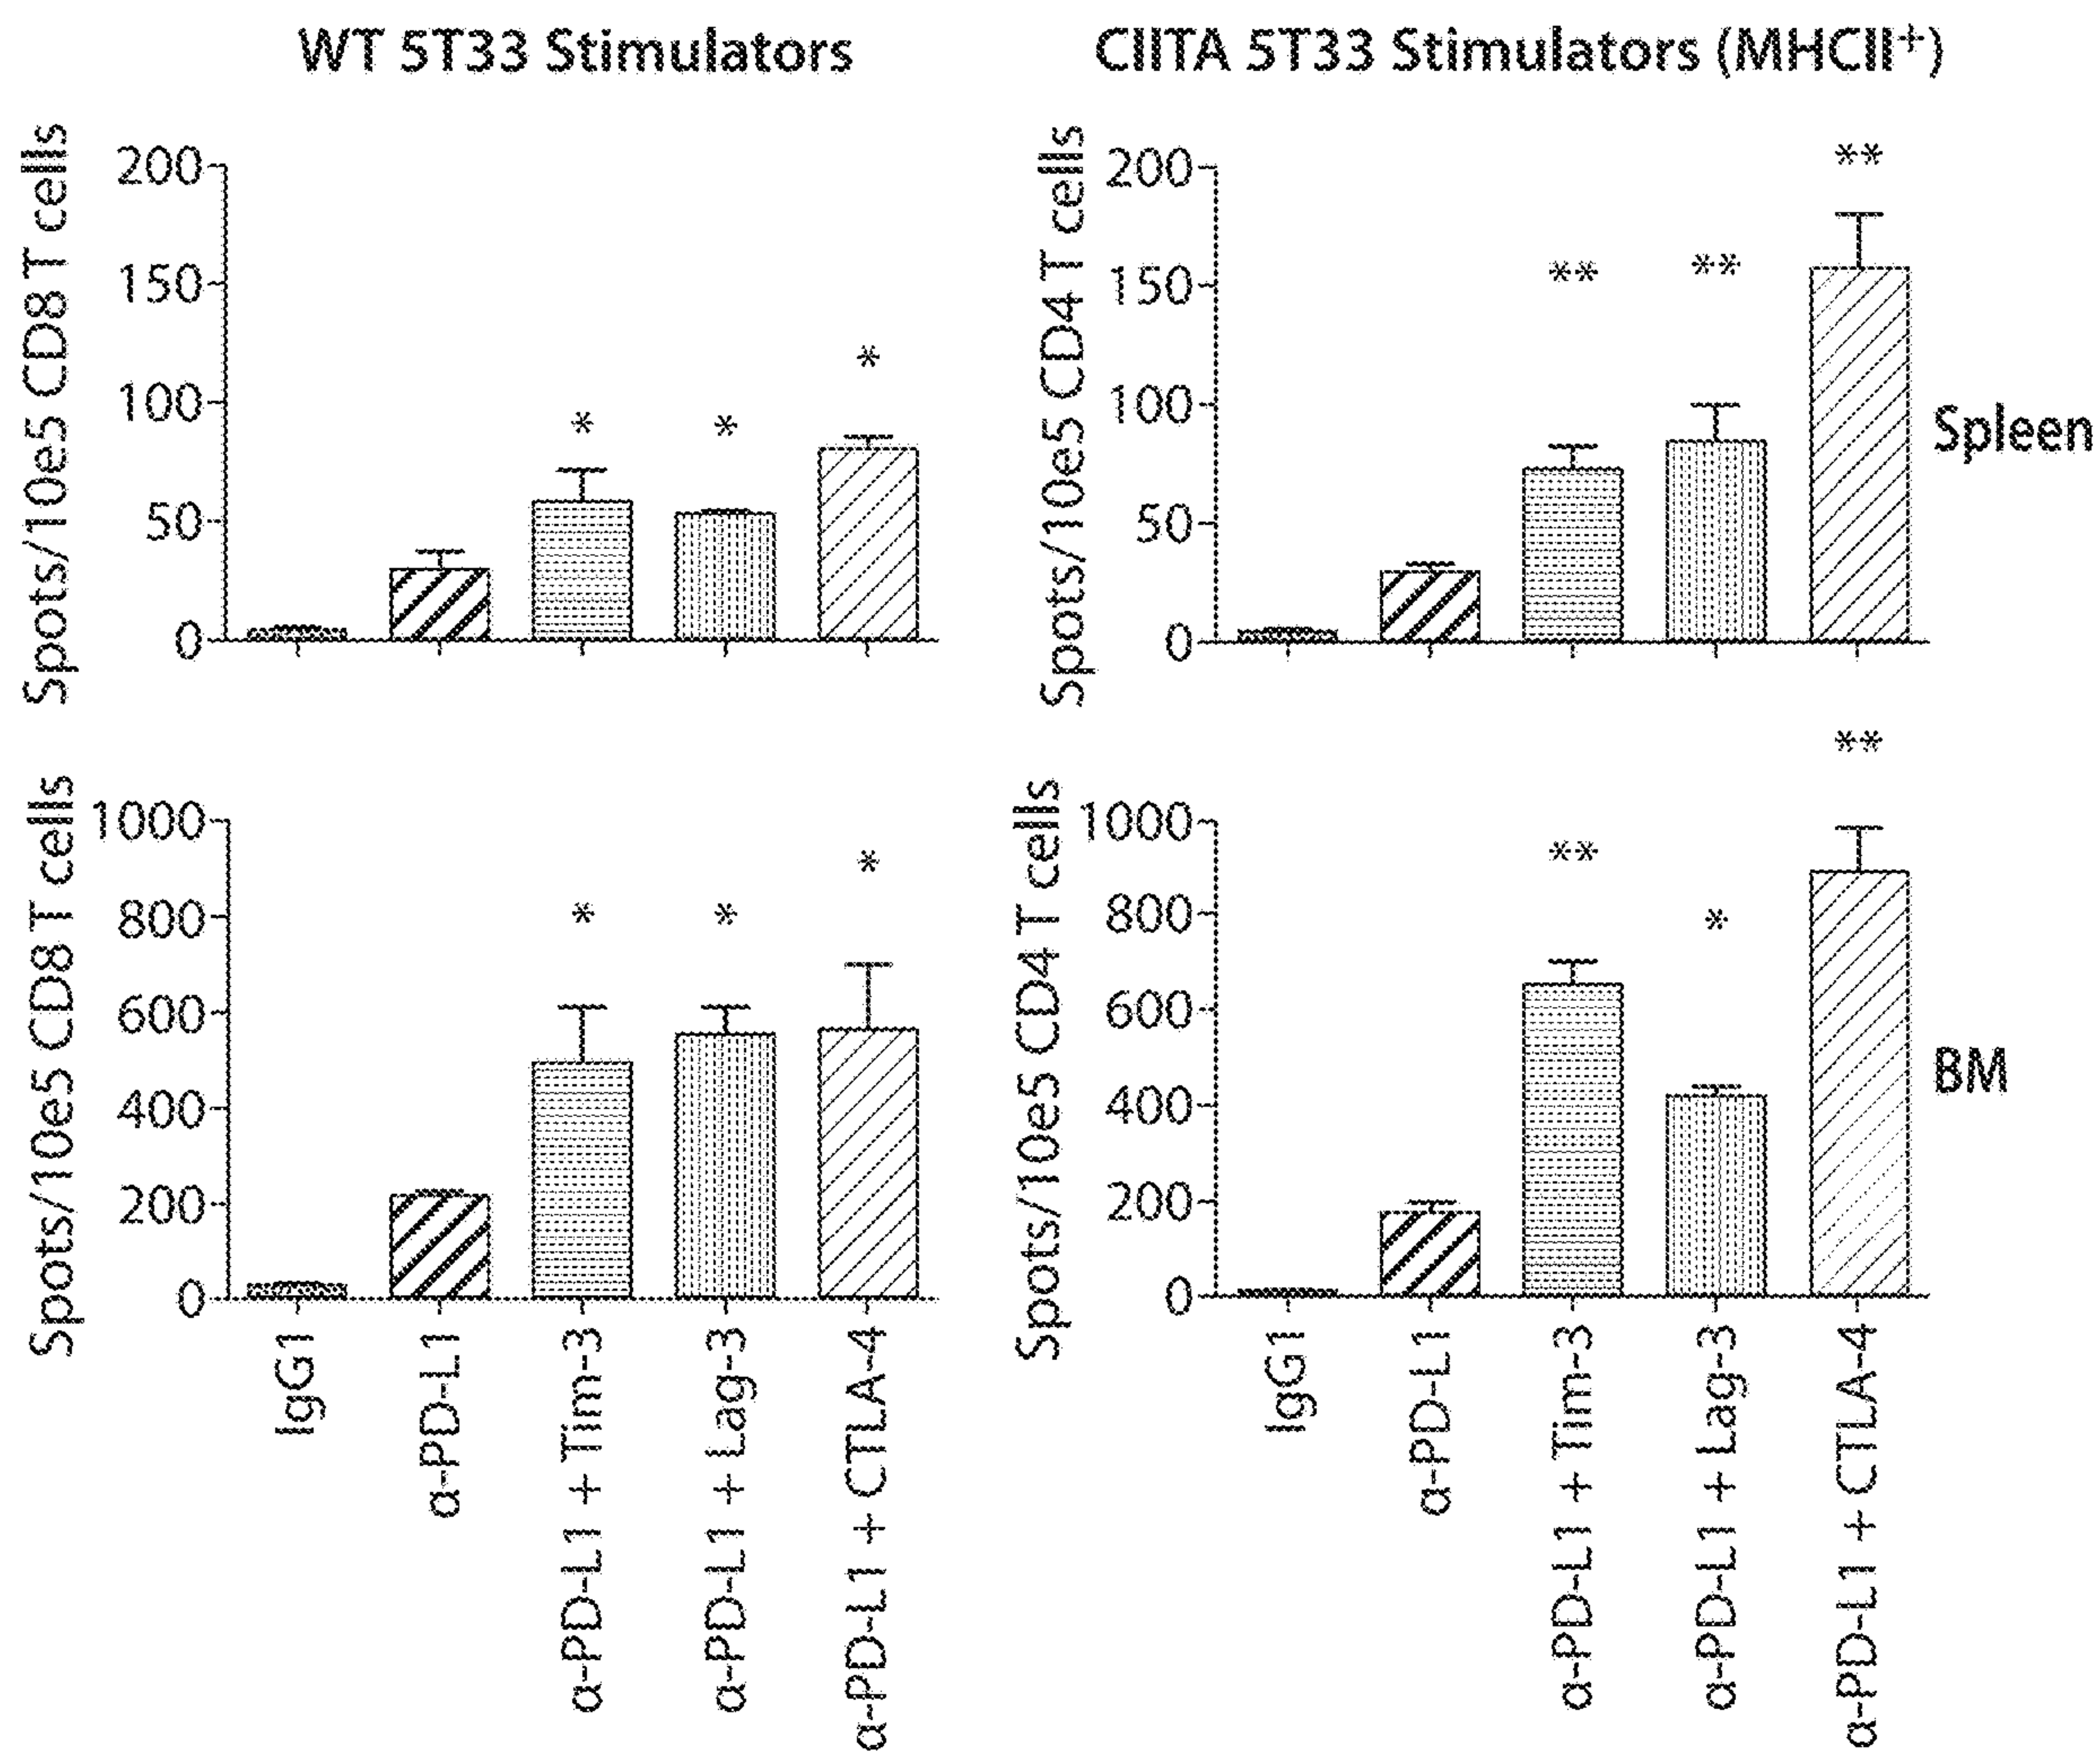 WT 5T33 Stimulators
CIITA 5T33 Stimulators (MHCII⁺)
Spots/10e5 CD8 T cells
200
150
100
50
0
*
*
*
Spots/10e5 CD4 T cells
200
150
100
50
0
**
**
**
Spleen
Spots/10e5 CD8 T cells
1000
800
600
400
200
0
*
*
*
IgG1
α-PD-L1
α-PD-L1 + Tim-3
α-PD-L1 + Lag-3
α-PD-L1 + CTLA-4
Spots/10e5 CD4 T cells
1000
800
600
400
200
0
**
*
**
BM
IgG1
α-PD-L1
α-PD-L1 + Tim-3
α-PD-L1 + Lag-3
α-PD-L1 + CTLA-4